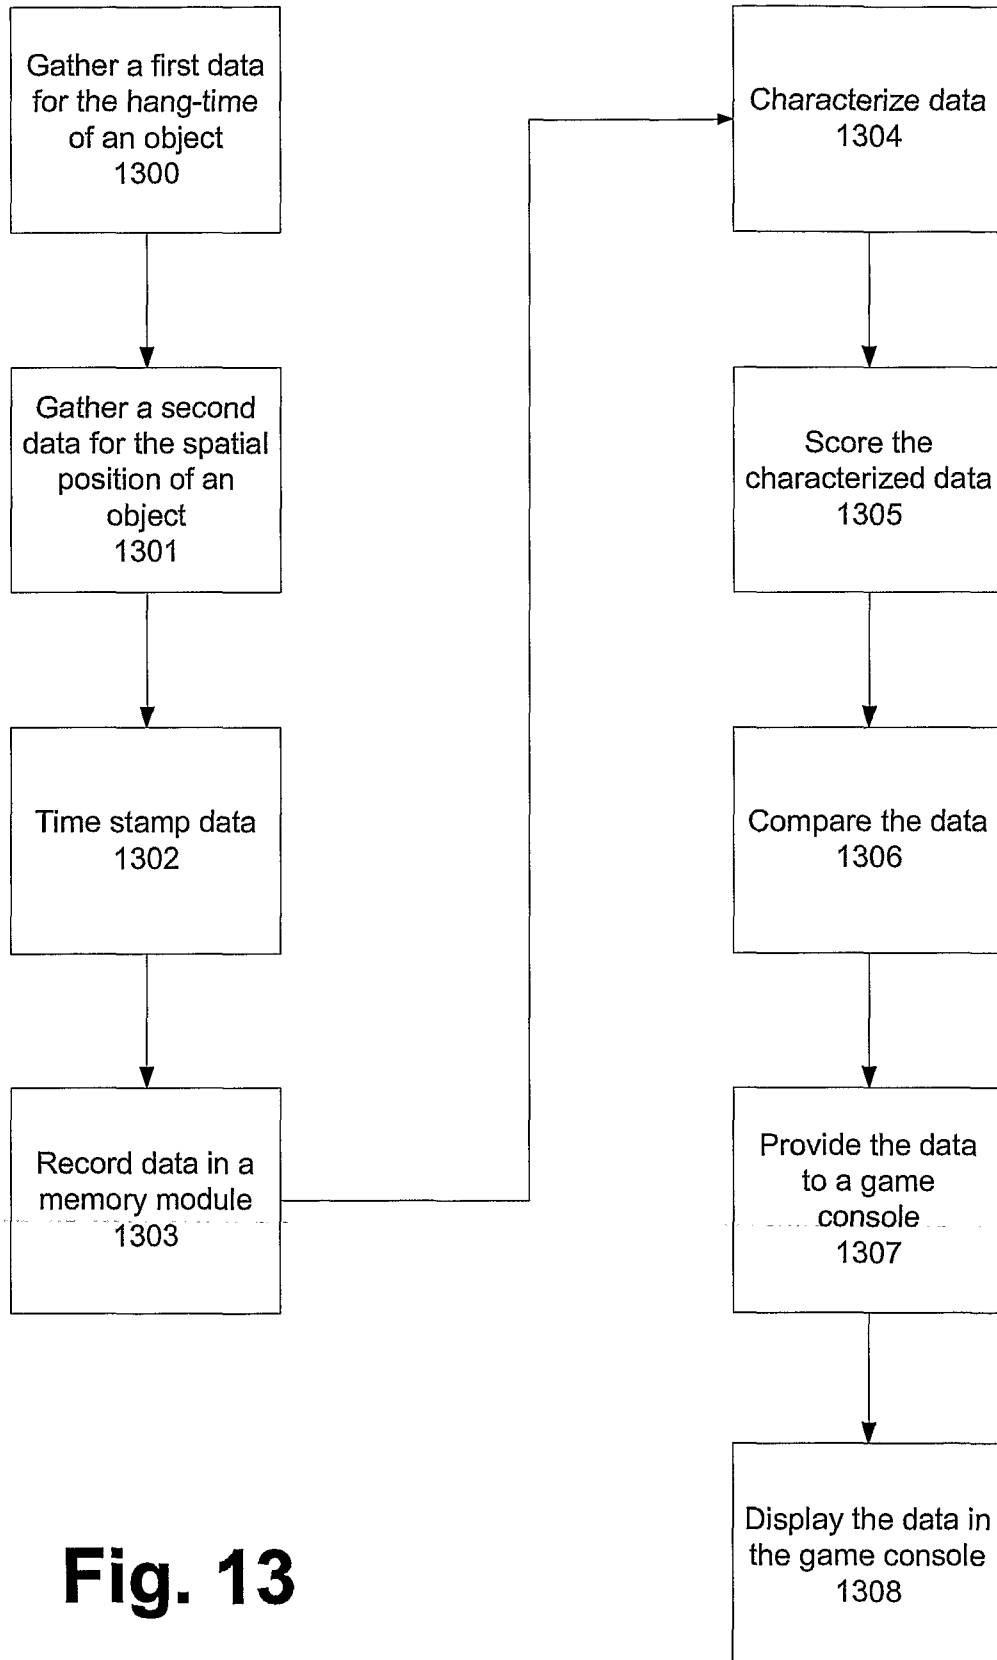 Gather a first data
for the hang-time
of an object
1300
Gather a second
data for the spatial
position of an
object
1301
Time stamp data
1302
Record data in a
memory module
1303
Characterize data
1304
Score the
characterized data
1305
Compare the data
1306
Provide the data
to a game
console
1307
Display the data in
the game console
1308
Fig. 13